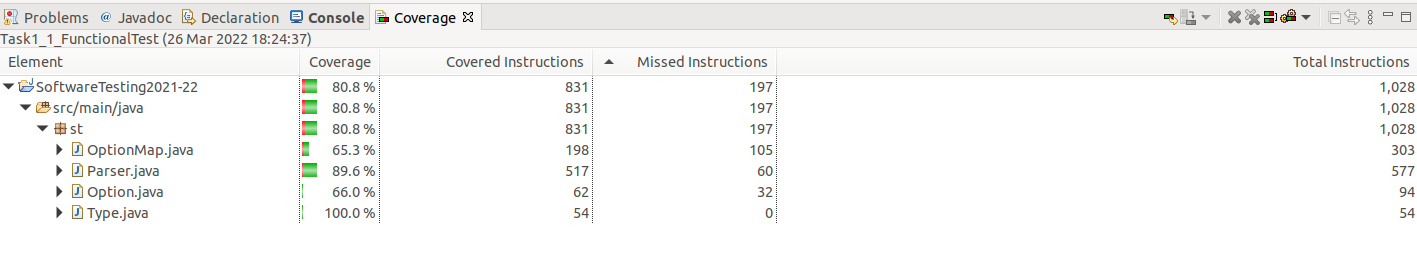 Problems @ Javadoc Declaration Console Coverage
Task1_1_FunctionalTest (26 Mar 2022 18:24:37)
Element Coverage Covered Instructions Missed Instructions Total Instructions
SoftwareTesting2021-22 80.8 % 831 197 1,028
src/main/java 80.8 % 831 197 1,028
st 80.8 % 831 197 1,028
OptionMap.java 65.3 % 198 105 303
Parser.java 89.6 % 517 60 577
Option.java 66.0 % 62 32 94
Type.java 100.0 % 54 0 54